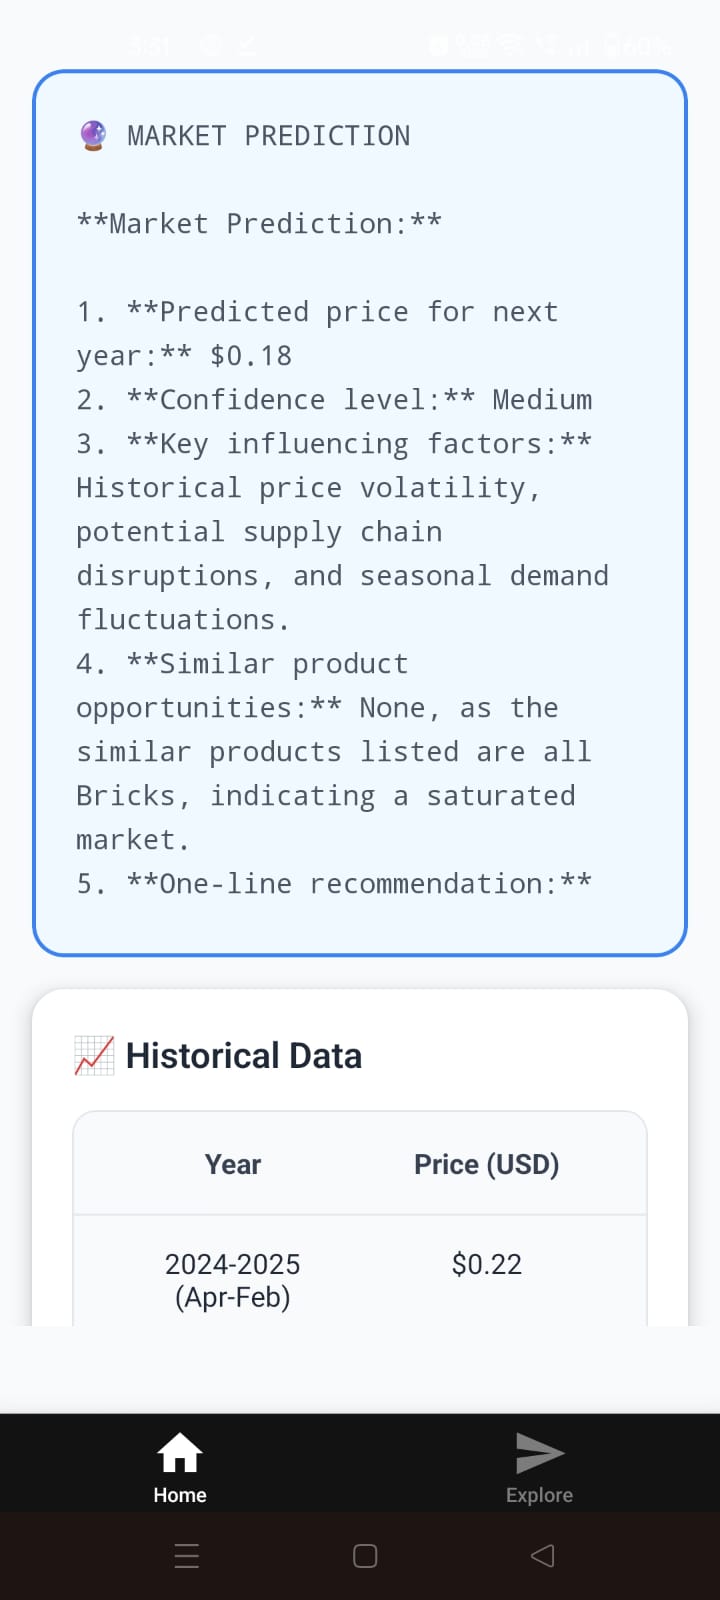 🔮 MARKET PREDICTION
**Market Prediction:**
1. **Predicted price for next
year:** $0.18
2. **Confidence level:** Medium
3. **Key influencing factors:**
Historical price volatility,
potential supply chain
disruptions, and seasonal demand
fluctuations.
4. **Similar product
opportunities:** None, as the
similar products listed are all
Bricks, indicating a saturated
market.
5. **One-line recommendation:**
📈 Historical Data
Year Price (USD)
2024-2025 $0.22
(Apr-Feb)
Home Explore